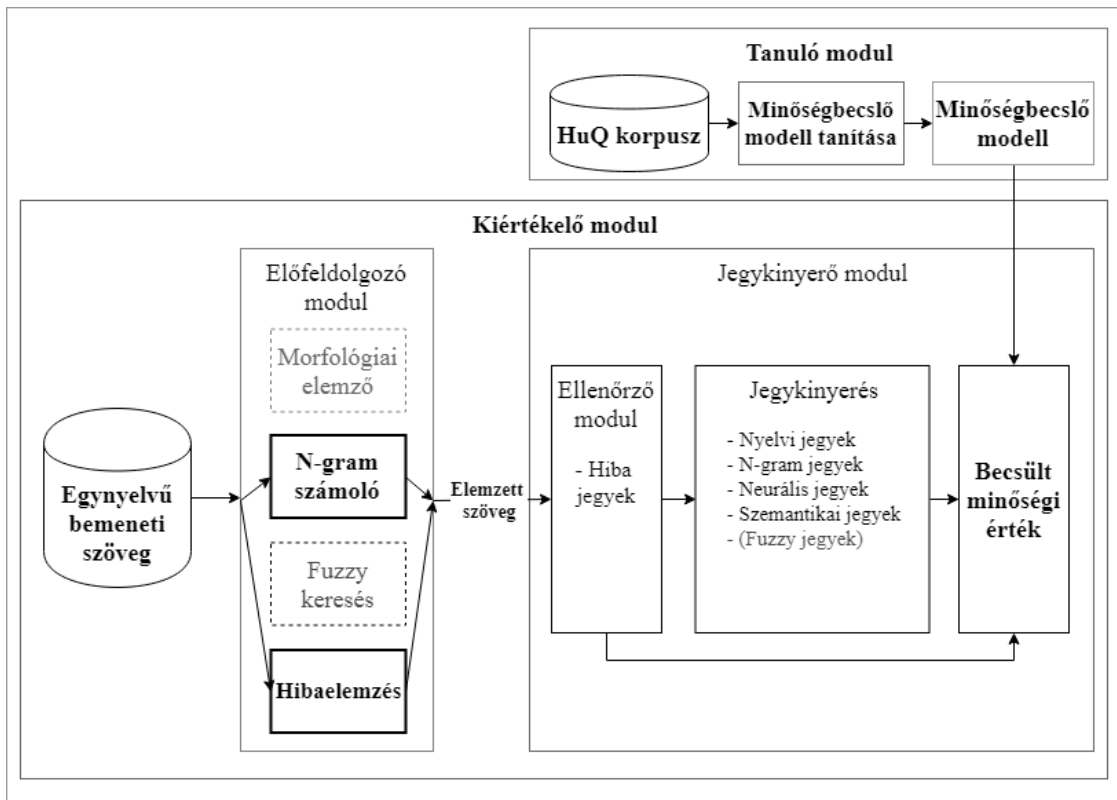 Tanuló modul
HuQ korpusz
Minőségbecslő
modell tanítása
Minőségbecslő
modell
Kiértékelő modul
Egynyelvű
bemeneti
szöveg
Előfeldolgozó
modul
Morfológiai
elemző
N-gram
számoló
Fuzzy
keresés
Hibaelemzés
Elemzett
szöveg
Jegykinyerő modul
Ellenőrző
modul
- Hiba
jegyek
Jegykinyerés
- Nyelvi jegyek
- N-gram jegyek
- Neurális jegyek
- Szemantikai jegyek
- (Fuzzy jegyek)
Becsült
minőségi
érték